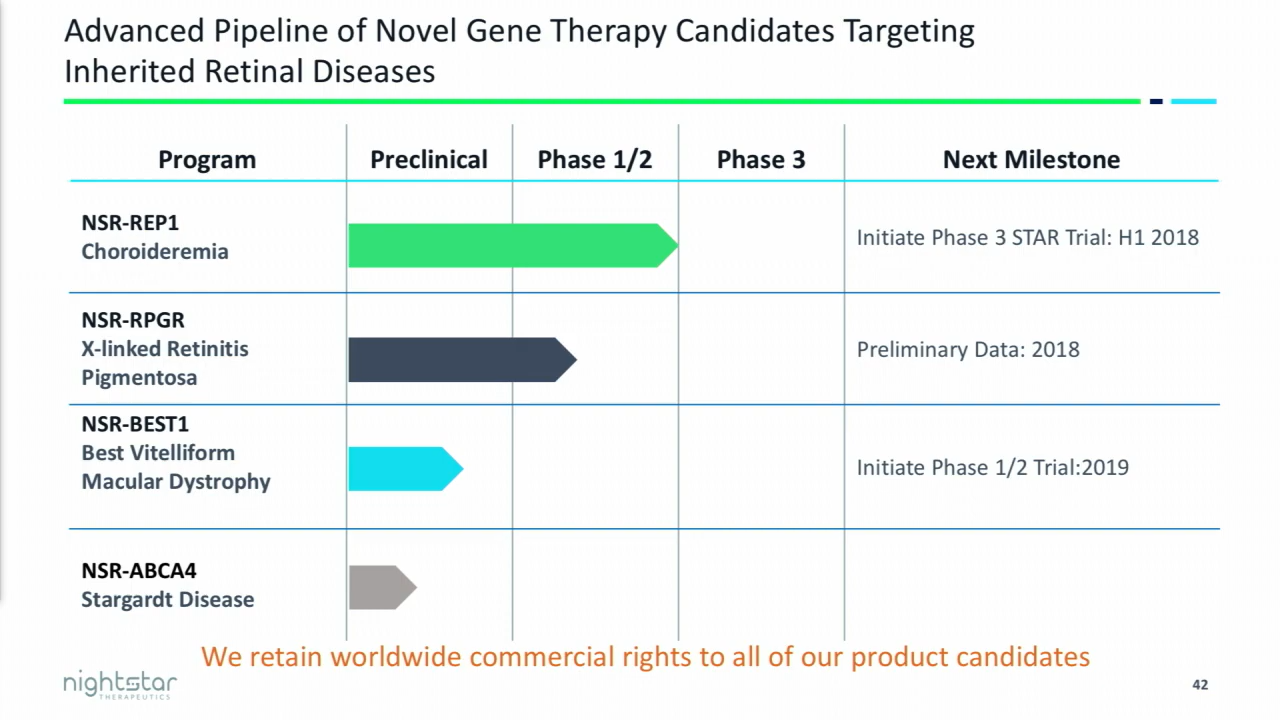 Advanced Pipeline of Novel Gene Therapy Candidates Targeting
Inherited Retinal Diseases
Program Preclinical Phase 1/2 Phase 3 Next Milestone
NSR-REP1
Choroideremia
Initiate Phase 3 STAR Trial: H1 2018
NSR-RPGR
X-linked Retinitis
Pigmentosa
Preliminary Data: 2018
NSR-BEST1
Best Vitelliform
Macular Dystrophy
Initiate Phase 1/2 Trial:2019
NSR-ABCA4
Stargardt Disease
We retain worldwide commercial rights to all of our product candidates
nightstar
THERAPEUTICS
42